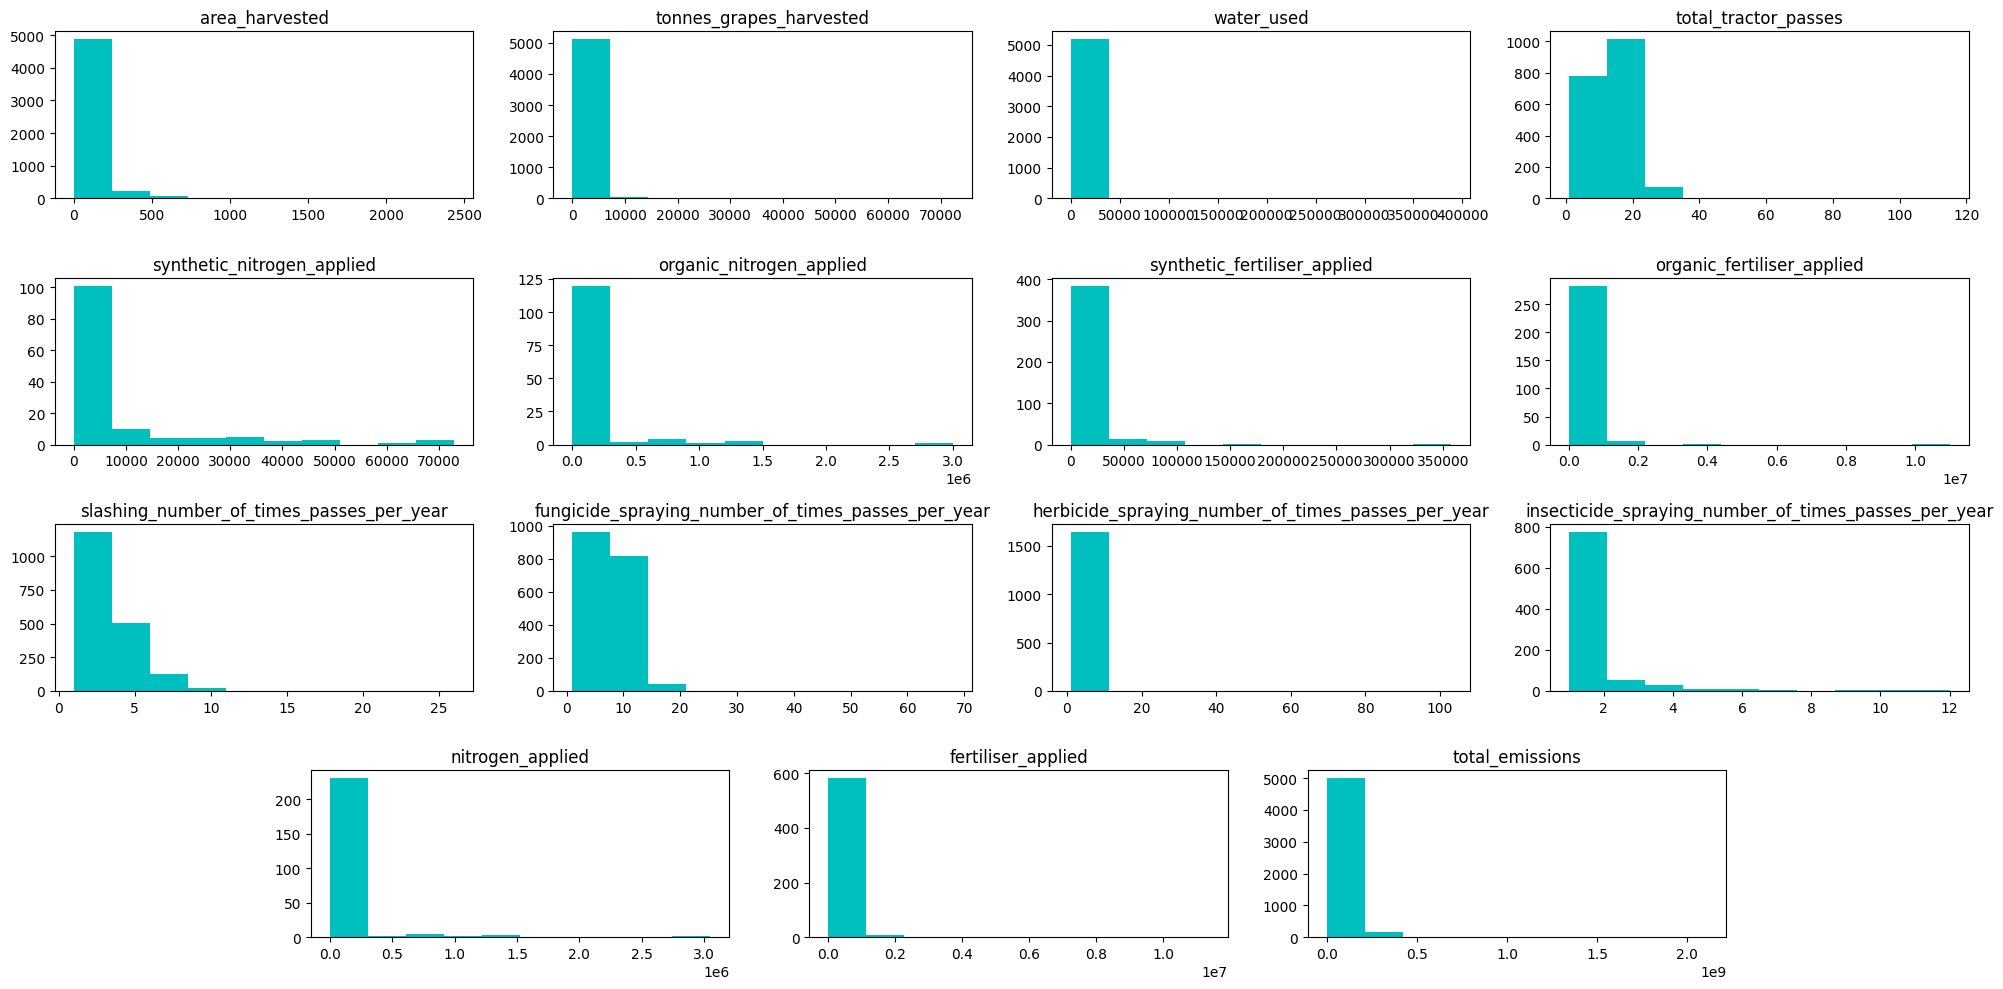 area_harvested
tonnes_grapes_harvested
water_used
total_tractor_passes
5000
4000
3000
2000
1000
0
0 500 1000 1500 2000 2500
5000
4000
3000
2000
1000
0
0 10000 20000 30000 40000 50000 60000 70000
5000
4000
3000
2000
1000
0
0 50000 100000 150000 200000 250000 300000 350000 400000
1000
800
600
400
200
0
0 20 40 60 80 100 120
synthetic_nitrogen_applied
organic_nitrogen_applied
synthetic_fertiliser_applied
organic_fertiliser_applied
100
80
60
40
20
0
0 10000 20000 30000 40000 50000 60000 70000
125
100
75
50
25
0
0.0 0.5 1.0 1.5 2.0 2.5 3.0
1e6
400
300
200
100
0
0 50000 100000 150000 200000 250000 300000 350000
250
200
150
100
50
0
0.0 0.2 0.4 0.6 0.8 1.0
1e7
slashing_number_of_times_passes_per_year
fungicide_spraying_number_of_times_passes_per_year
herbicide_spraying_number_of_times_passes_per_year
insecticide_spraying_number_of_times_passes_per_year
1000
750
500
250
0
0 5 10 15 20 25
1000
800
600
400
200
0
0 10 20 30 40 50 60 70
1500
1000
500
0
0 20 40 60 80 100
800
600
400
200
0
2 4 6 8 10 12
nitrogen_applied
fertiliser_applied
total_emissions
200
150
100
50
0
0.0 0.5 1.0 1.5 2.0 2.5 3.0
1e6
600
400
200
0
0.0 0.2 0.4 0.6 0.8 1.0
1e7
5000
4000
3000
2000
1000
0
0.0 0.5 1.0 1.5 2.0
1e9